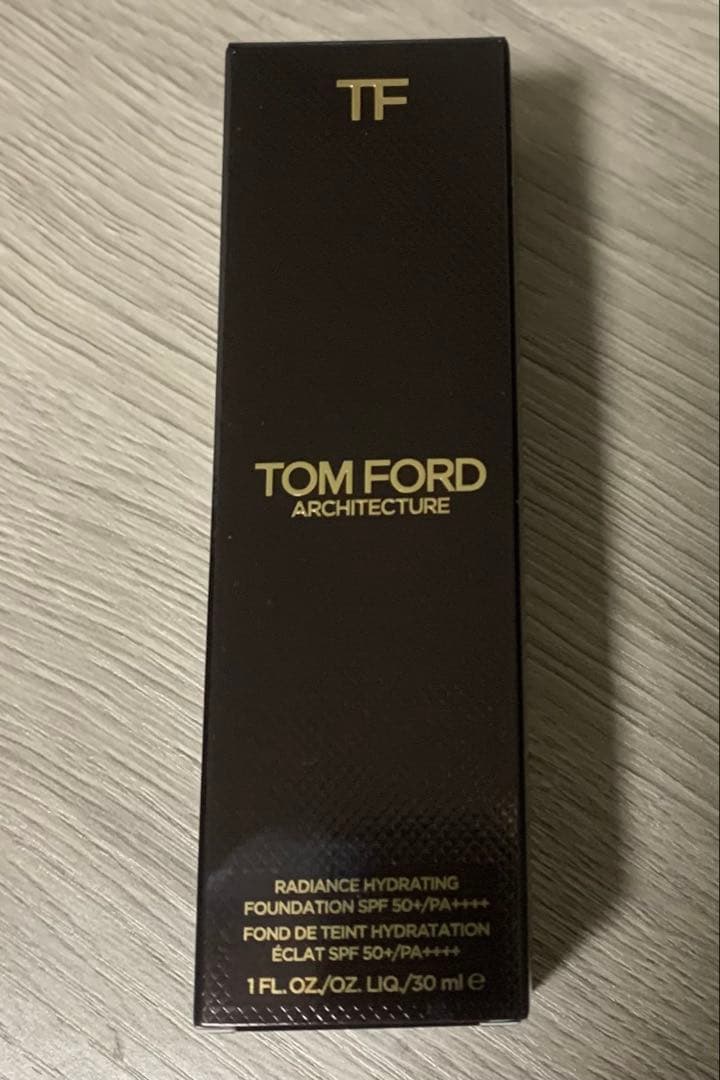 TF
TOM FORD
ARCHITECTURE
RADIANCE HYDRATING
FOUNDATION SPF 50+/PA++++
FOND DE TEINT HYDRATATION
ÉCLAT SPF 50+/PA++++
1 FL. OZ./OZ. LIQ./30 ml ℮